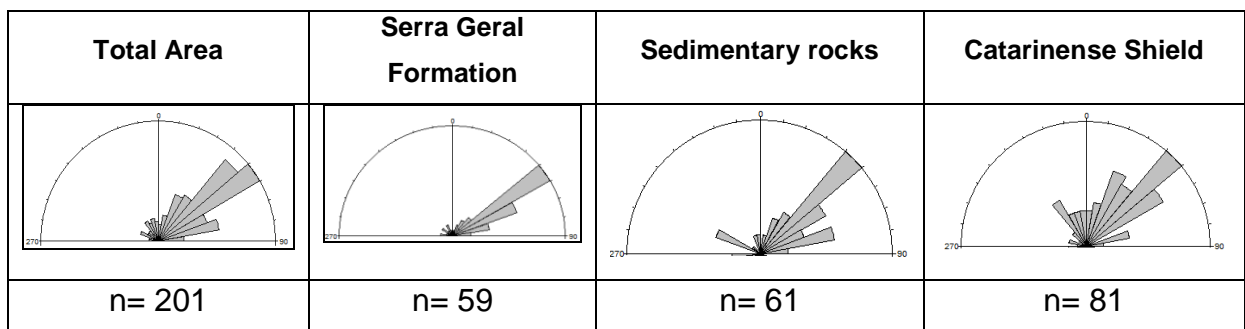 Total Area
Serra Geral
Formation
Sedimentary rocks
Catarinense Shield
0
270
90
0
270
90
0
270
90
0
270
90
n= 201
n= 59
n= 61
n= 81